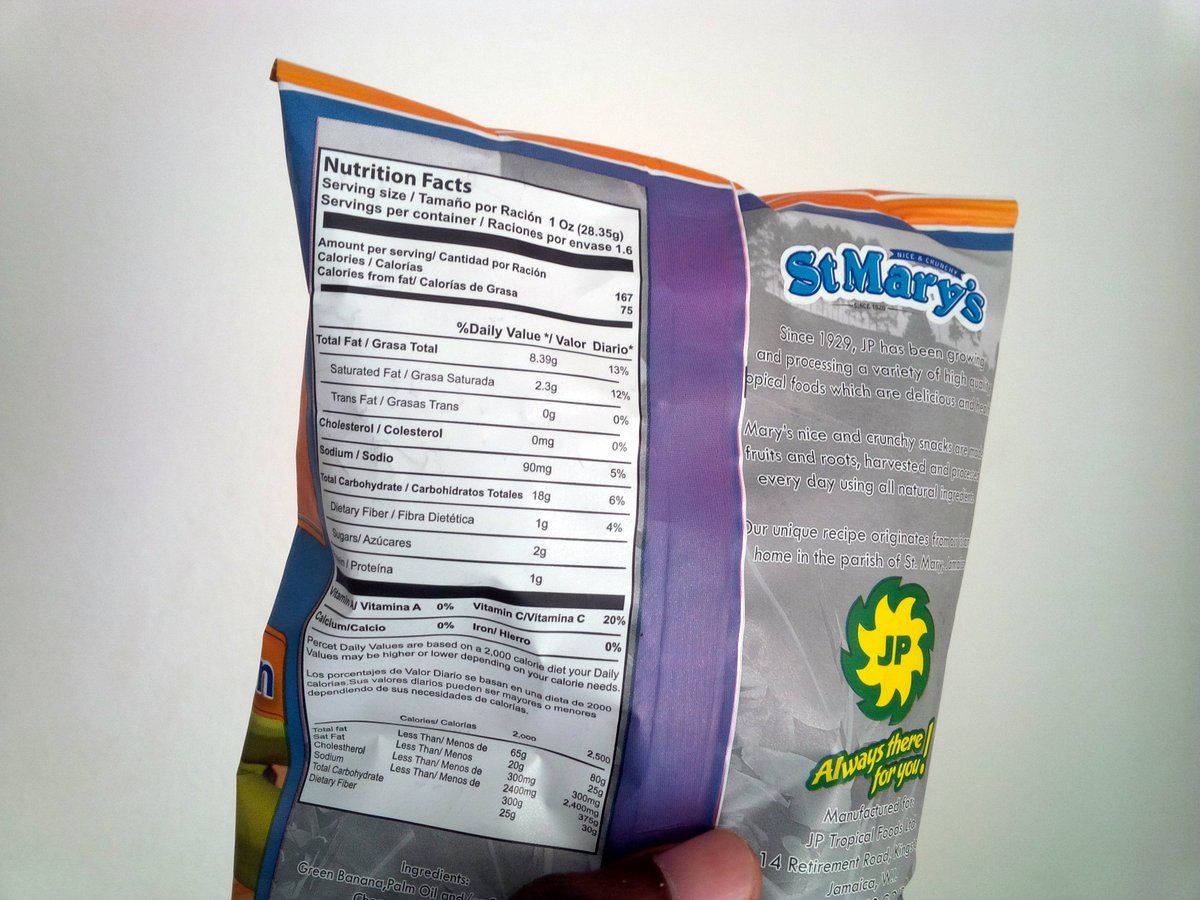 Nutrition Facts
Serving size / Tamaño por Ración 1 Oz (28.35g)
Servings per container / Raciones por envase 1.6
Amount per serving/ Cantidad por Ración
Calories / Calorías 167
Calories from fat/ Calorías de Grasa 75
%Daily Value */ Valor Diario*
Total Fat / Grasa Total 8.39g 13%
Saturated Fat / Grasa Saturada 2.3g 12%
Trans Fat / Grasas Trans 0g 0%
Cholesterol / Colesterol 0mg 0%
Sodium / Sodio 90mg 5%
Total Carbohydrate / Carbohidratos Totales 18g 6%
Dietary Fiber / Fibra Dietética 1g 4%
Sugars/ Azúcares 2g
/ Proteína 1g
Vitamin A/ Vitamina A 0% Vitamin C/Vitamina C 20%
Calcium/Calcio 0% Iron/ Hierro 0%
Percet Daily Values are based on a 2,000 calorie diet your Daily
Values may be higher or lower depending on your calorie needs.
Los porcentajes de Valor Diario se basan en una dieta de 2000
calorias.Sus valores diarios pueden ser mayores o menores
dependiendo de sus necesidades de calorías.
Calories/ Calorías 2,000 2,500
Total fat Less Than/ Menos de 65g 80g
Sat Fat Less Than/ Menos 20g 25g
Cholestherol Less Than/ Menos de 300mg 300mg
Sodium Less Than/ Menos de 2400mg 2,400mg
Total Carbohydrate 300g 375g
Dietary Fiber 25g 30g
Ingredients:
Green Banana,Palm Oil
NICE & CRUNCHY
St Mary's
SINCE 1929
Since 1929, JP has been growing
and processing a variety of high
foods which are delicious and
Mary's nice and crunchy snacks are
fruits and roots, harvested and
every day using all natural
Our unique recipe originates from
home in the parish of St. Mary,
JP
Always there
for you!
Manufactured for:
JP Tropical Foods
14 Retirement Road,
Jamaica, W.I.